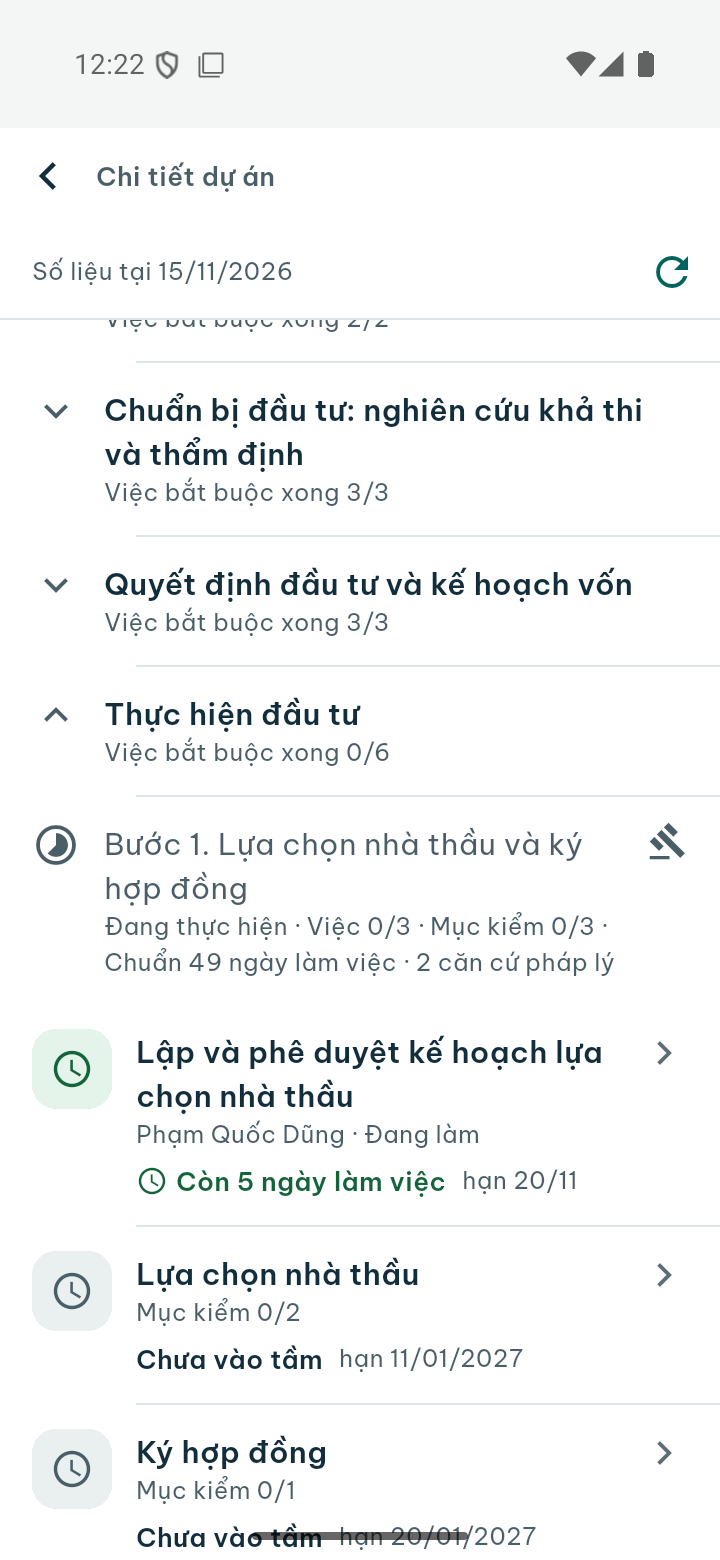 12:22
Chi tiết dự án
Số liệu tại 15/11/2026
Việc bắt buộc xong 2/2
Chuẩn bị đầu tư: nghiên cứu khả thi
và thẩm định
Việc bắt buộc xong 3/3
Quyết định đầu tư và kế hoạch vốn
Việc bắt buộc xong 3/3
Thực hiện đầu tư
Việc bắt buộc xong 0/6
Bước 1. Lựa chọn nhà thầu và ký
hợp đồng
Đang thực hiện · Việc 0/3 · Mục kiểm 0/3 ·
Chuẩn 49 ngày làm việc · 2 căn cứ pháp lý
Lập và phê duyệt kế hoạch lựa
chọn nhà thầu
Phạm Quốc Dũng · Đang làm
Còn 5 ngày làm việc hạn 20/11
Lựa chọn nhà thầu
Mục kiểm 0/2
Chưa vào tầm hạn 11/01/2027
Ký hợp đồng
Mục kiểm 0/1
Chưa vào tầm hạn 20/01/2027